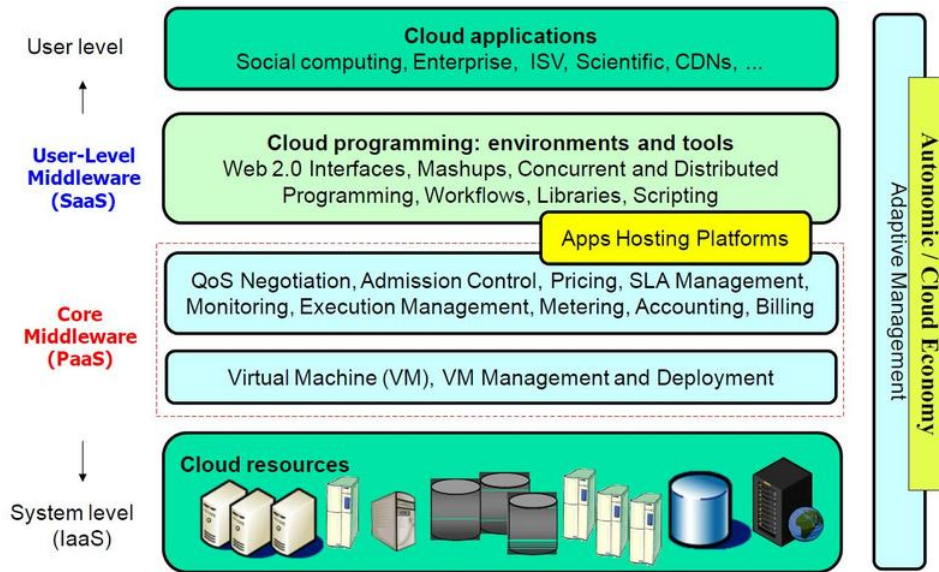 User level
Cloud applications
Social computing, Enterprise, ISV, Scientific, CDNs, ...
User-Level
Middleware
(SaaS)
Cloud programming: environments and tools
Web 2.0 Interfaces, Mashups, Concurrent and Distributed
Programming, Workflows, Libraries, Scripting
Apps Hosting Platforms
Core
Middleware
(PaaS)
QoS Negotiation, Admission Control, Pricing, SLA Management,
Monitoring, Execution Management, Metering, Accounting, Billing
Virtual Machine (VM), VM Management and Deployment
System level
(IaaS)
Cloud resources
Adaptive Management
Autonomic / Cloud Economy